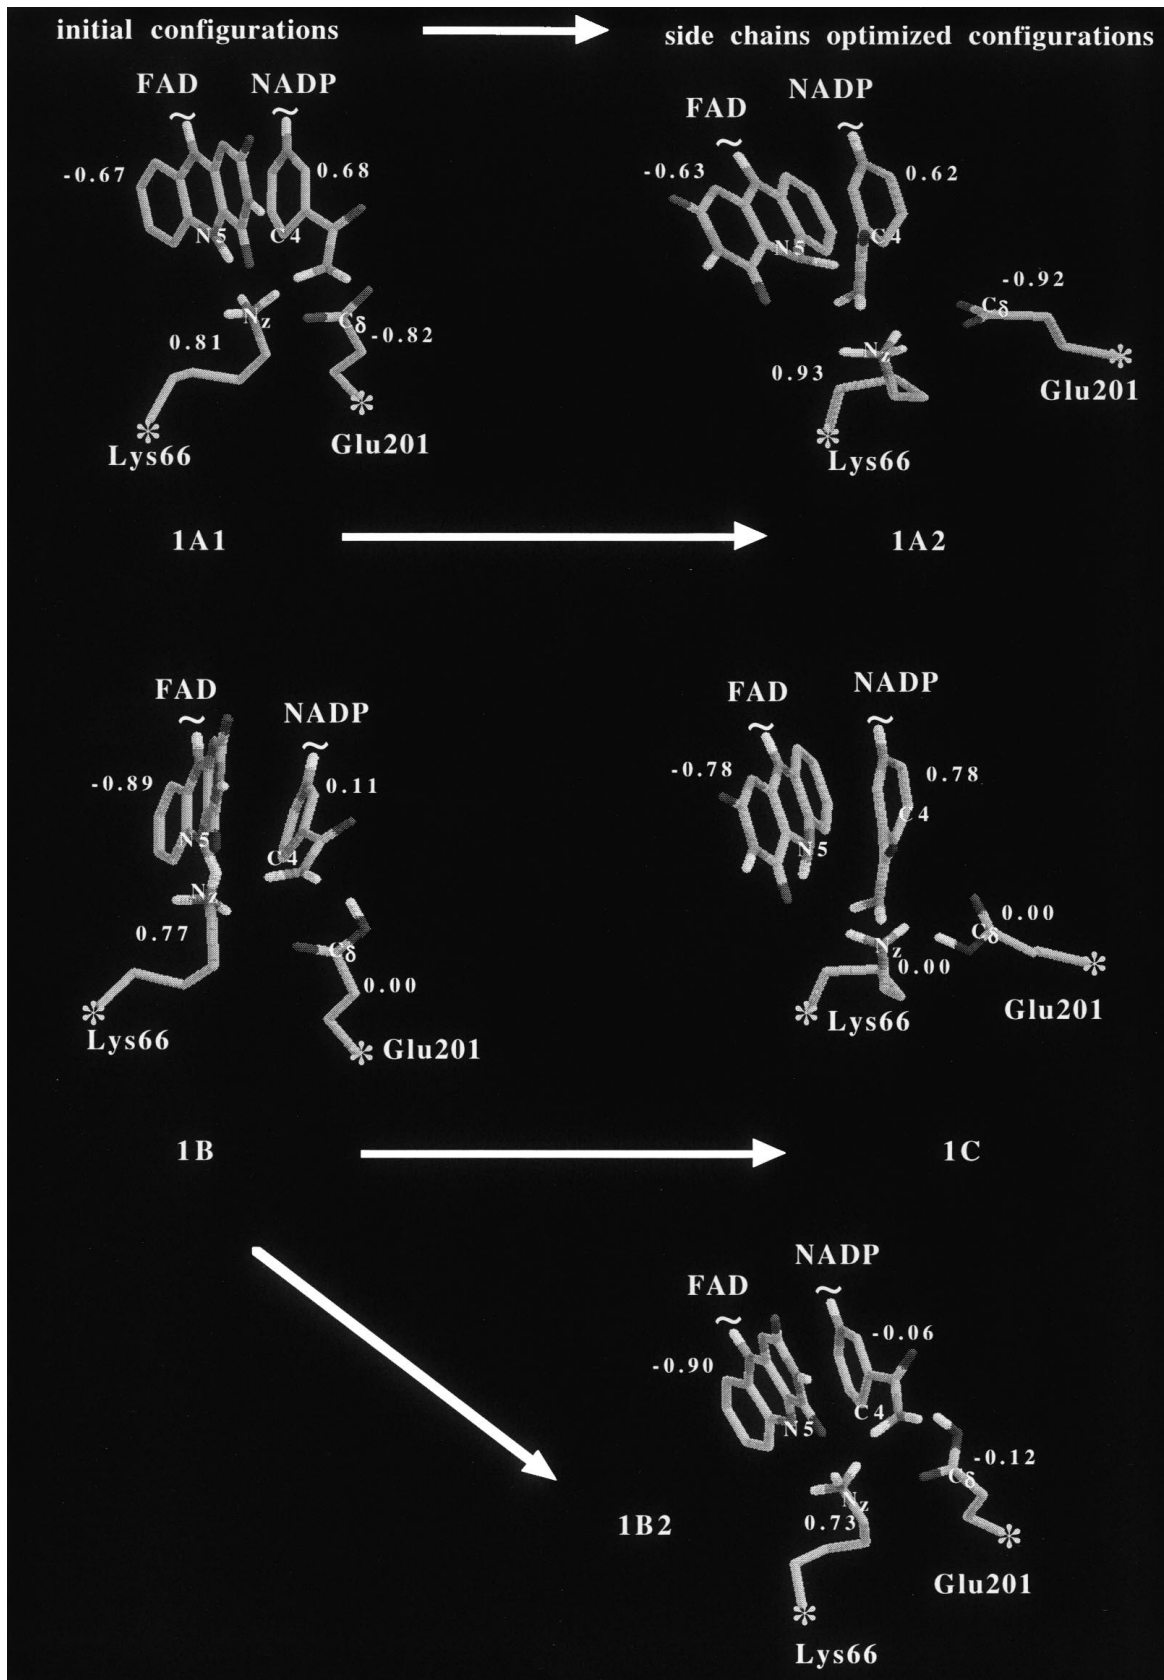 initial configurations
side chains optimized configurations
FAD
NADP
-0.67
0.68
N5
C4
Nz
Cδ
0.81
-0.82
Lys66
Glu201
1A1
FAD
NADP
-0.63
0.62
N5
C4
-0.92
Cδ
Nz
0.93
Glu201
Lys66
1A2
FAD
NADP
-0.89
0.11
N5
C4
Nz
0.77
Cδ
0.00
Lys66
Glu201
1B
FAD
NADP
-0.78
0.78
C4
N5
0.00
Cδ
Nz
0.00
Lys66
Glu201
1C
NADP
FAD
-0.06
-0.90
C4
N5
-0.12
Cδ
Nz
0.73
1B2
Glu201
Lys66